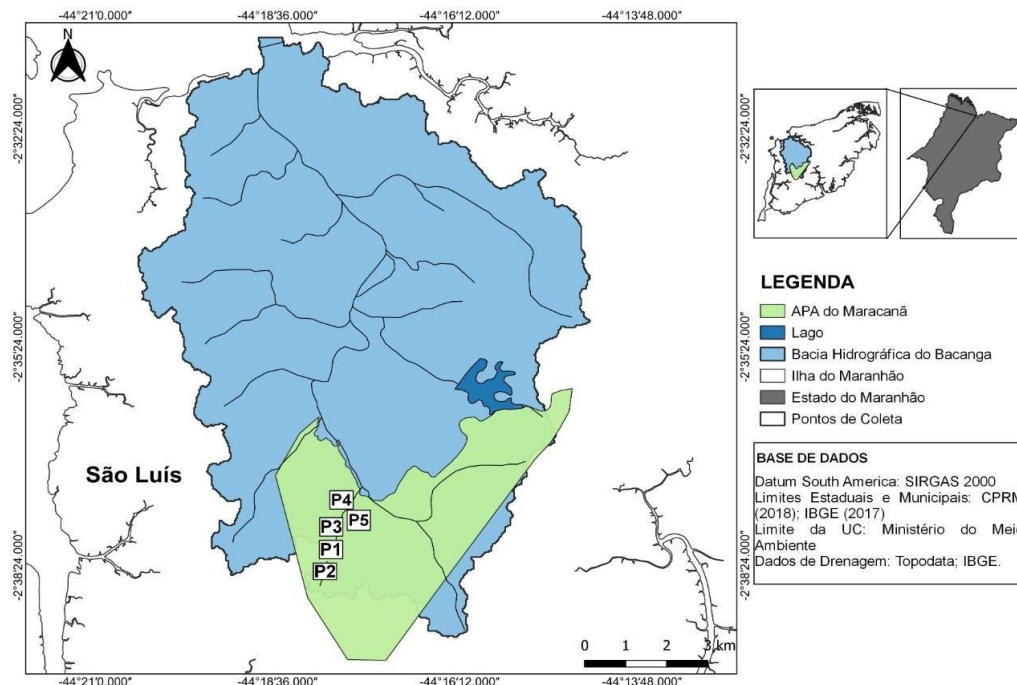 -44°21'0.000" -44°18'36.000" -44°16'12.000" -44°13'48.000"
N
-2°32'24.000" -2°32'24.000"
-2°35'24.000" -2°35'24.000"
-2°38'24.000" -2°38'24.000"
São Luís
P4
P5
P3
P1
P2
0 1 2 3 km
-44°21'0.000" -44°18'36.000" -44°16'12.000" -44°13'48.000"
LEGENDA
APA do Maracanã
Lago
Bacia Hidrográfica do Bacanga
Ilha do Maranhão
Estado do Maranhão
Pontos de Coleta
BASE DE DADOS
Datum South America: SIRGAS 2000
Limites Estaduais e Municipais: CPRM
(2018); IBGE (2017)
Limite da UC: Ministério do Mei
Ambiente
Dados de Drenagem: Topodata; IBGE.